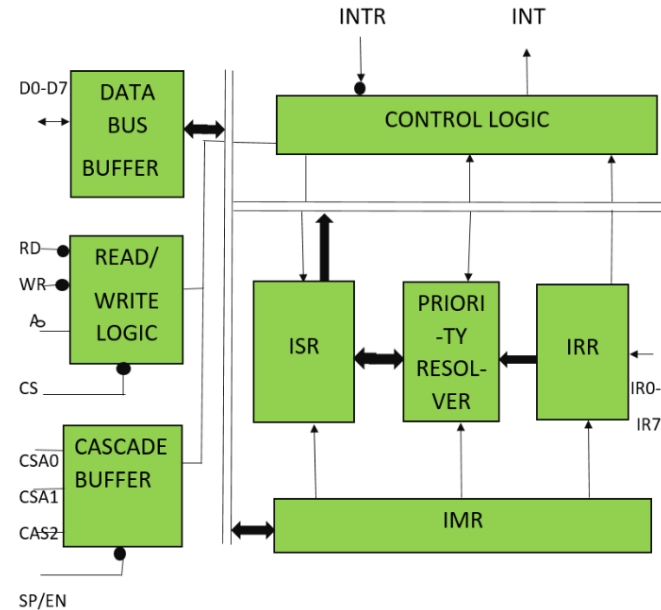 INTR
INT
D0-D7
DATA
BUS
BUFFER
CONTROL LOGIC
RD
WR
A0
CS
READ/
WRITE
LOGIC
ISR
PRIORI
-TY
RESOL-
VER
IRR
IR0-
IR7
CSA0
CSA1
CAS2
CASCADE
BUFFER
SP/EN
IMR